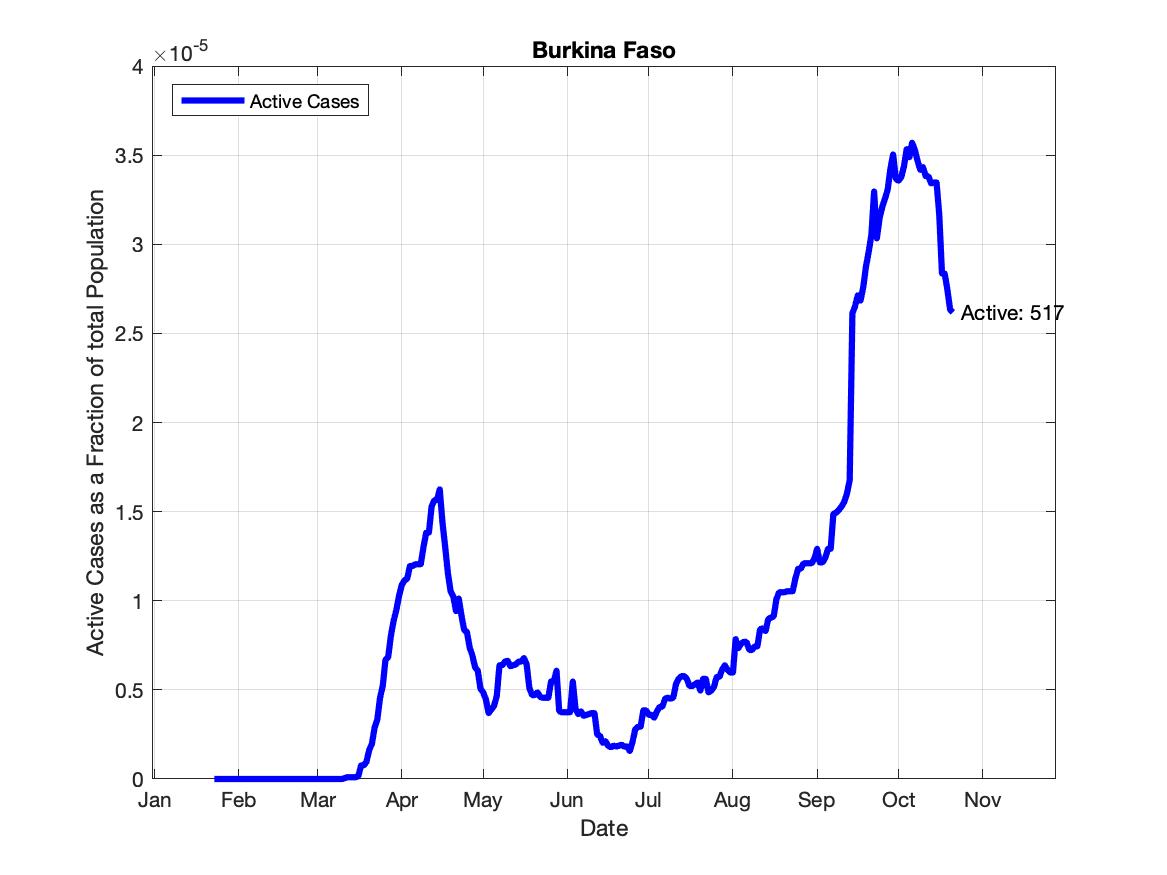 Burkina Faso
×10-5
4
3.5
3
2.5
2
1.5
1
0.5
0
Active Cases as a Fraction of total Population
Active Cases
Active: 517
Jan Feb Mar Apr May Jun Jul Aug Sep Oct Nov
Date